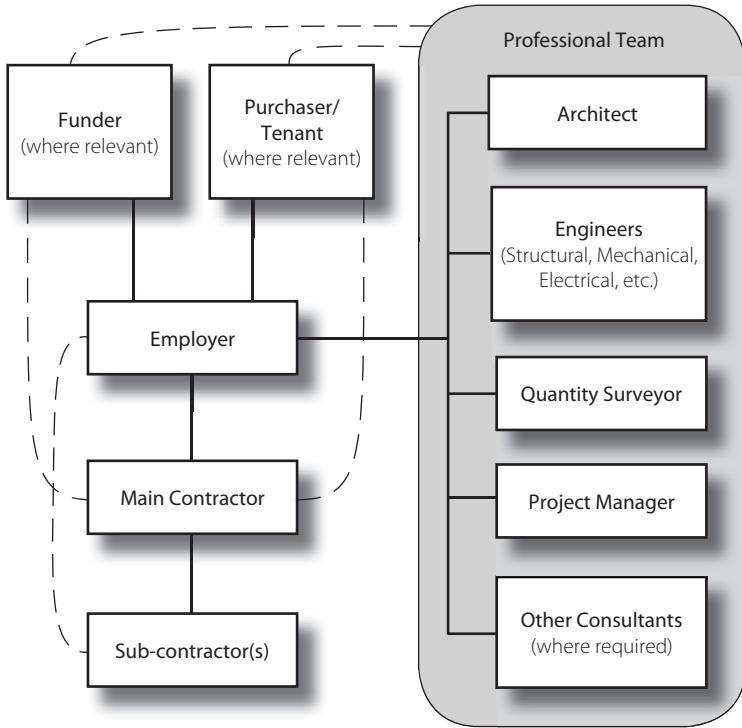 Professional Team
Funder
(where relevant)
Purchaser/
Tenant
(where relevant)
Employer
Main Contractor
Sub-contractor(s)
Architect
Engineers
(Structural, Mechanical,
Electrical, etc.)
Quantity Surveyor
Project Manager
Other Consultants
(where required)